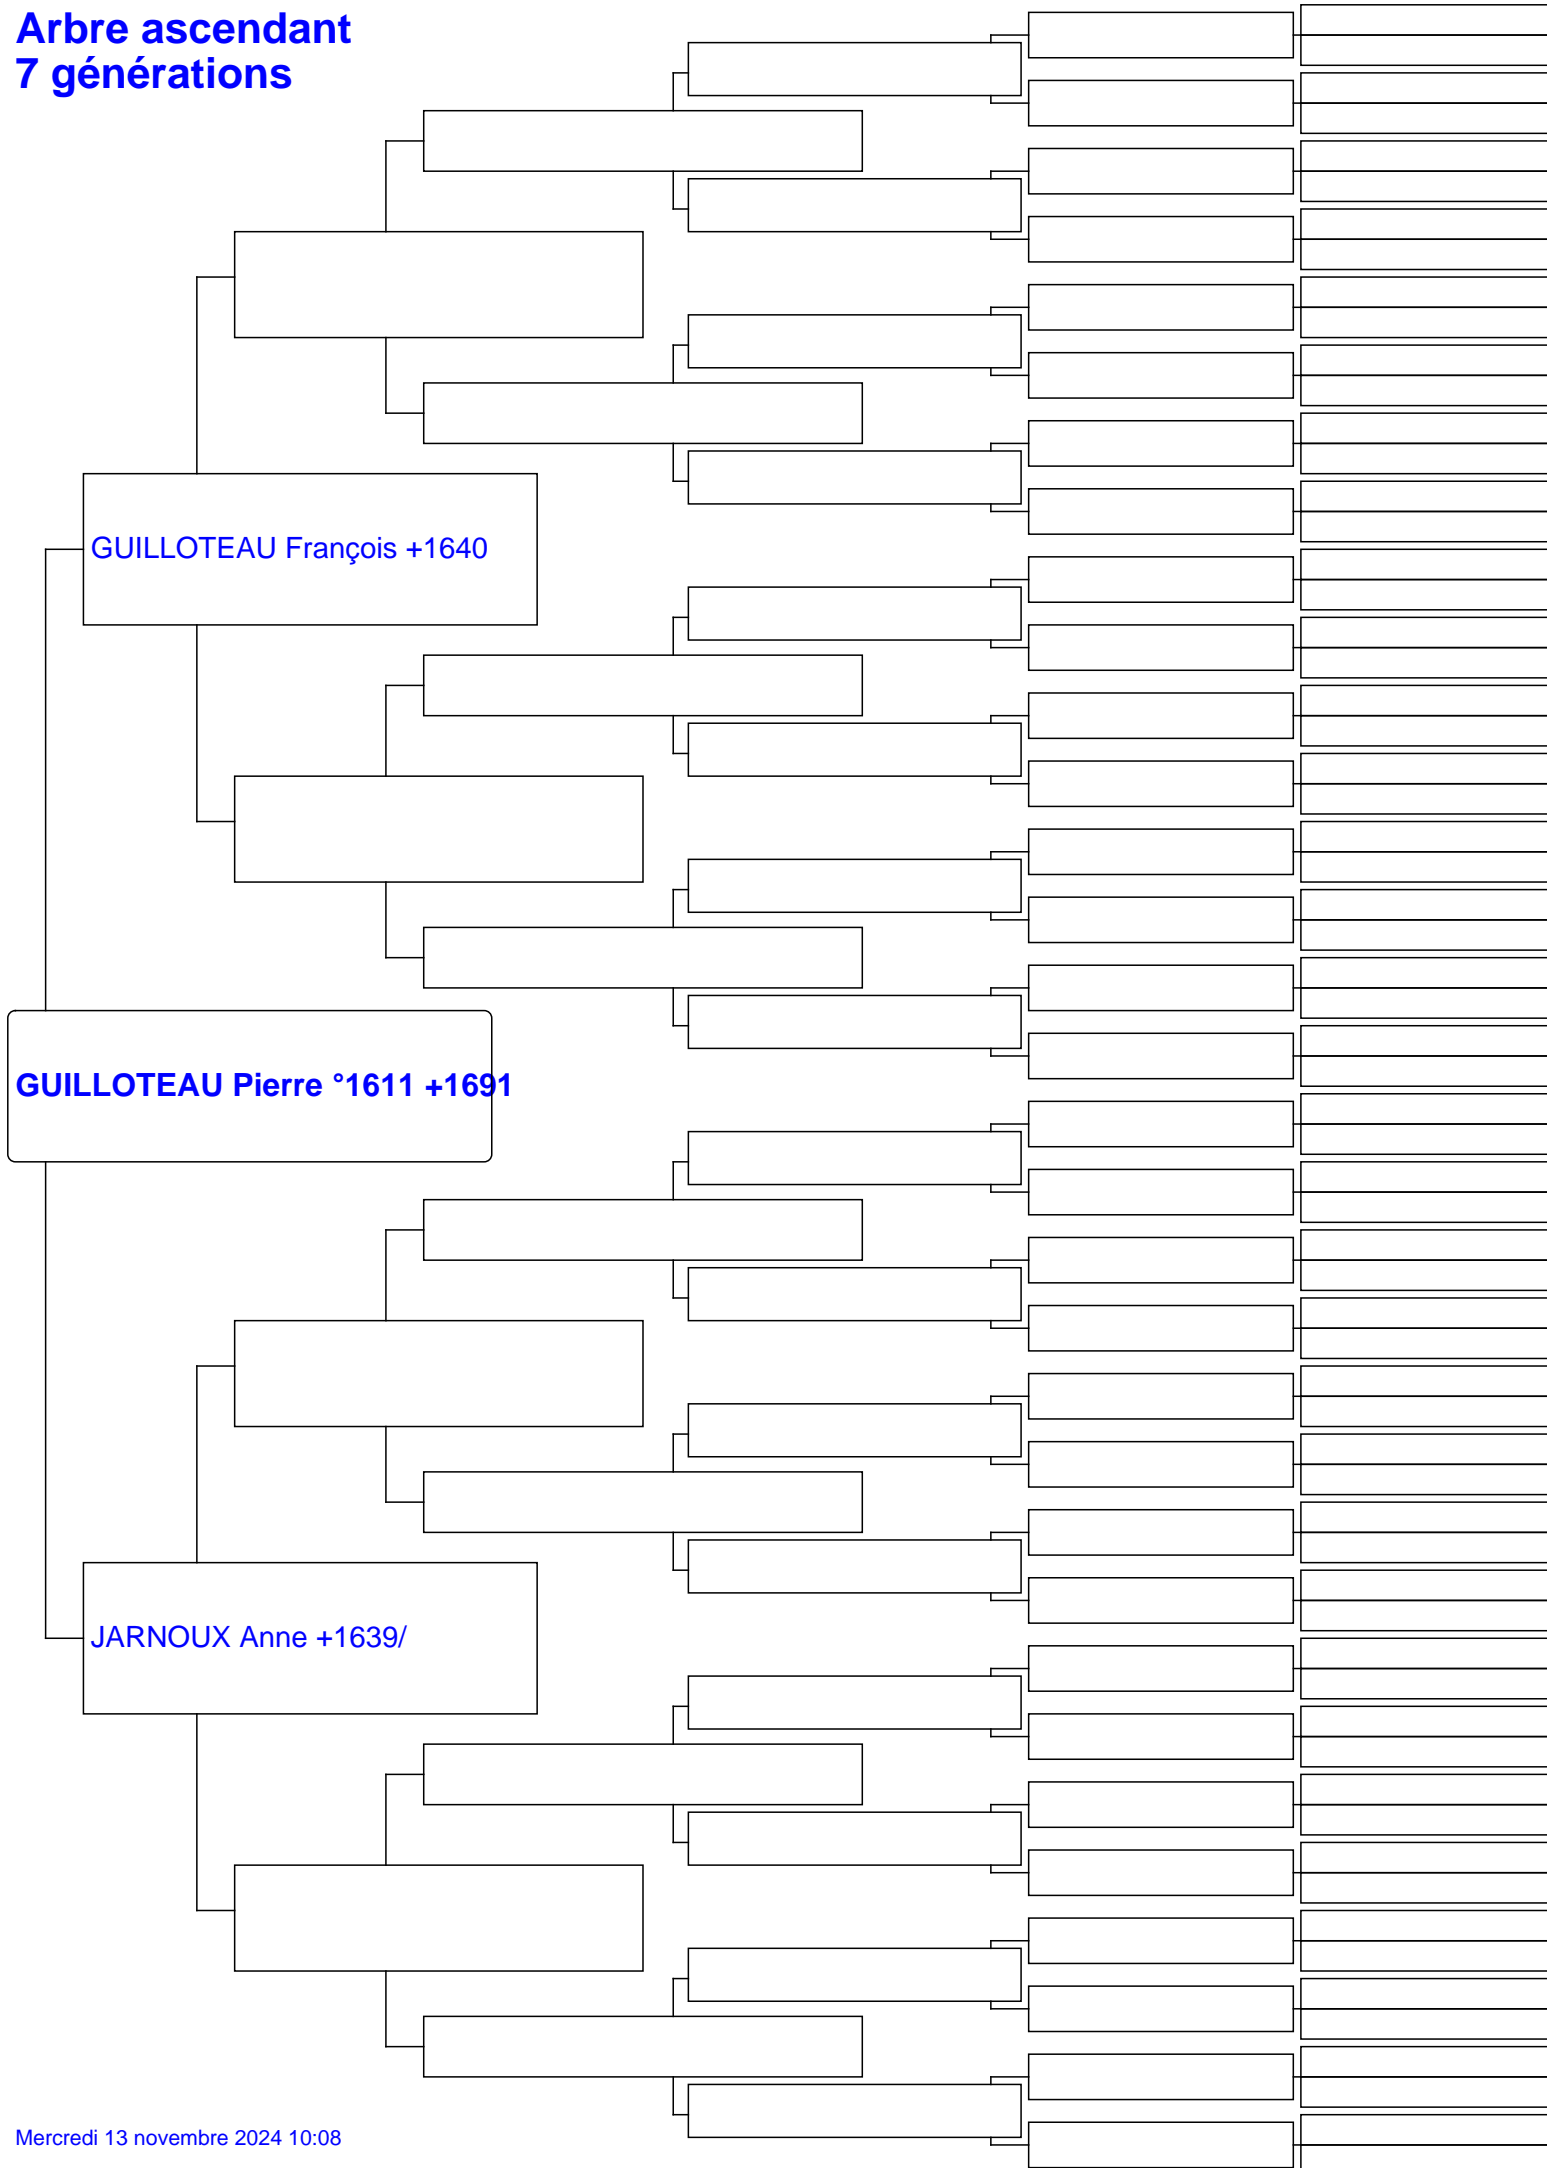 Arbre ascendant
7 générations
GUILLOTEAU François +1640
GUILLOTEAU Pierre °1611 +1691
JARNOUX Anne +1639/
Mercredi 13 novembre 2024 10:08